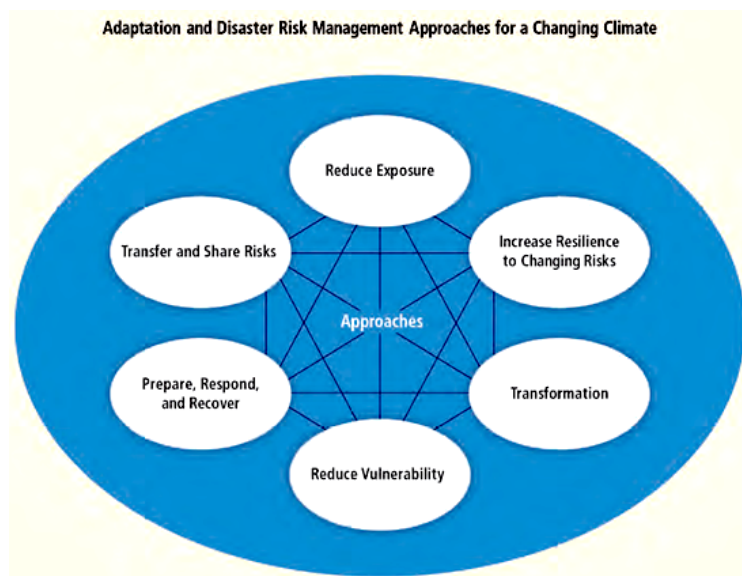 Adaptation and Disaster Risk Management Approaches for a Changing Climate
Reduce Exposure
Transfer and Share Risks
Increase Resilience
to Changing Risks
Approaches
Prepare, Respond,
and Recover
Transformation
Reduce Vulnerability